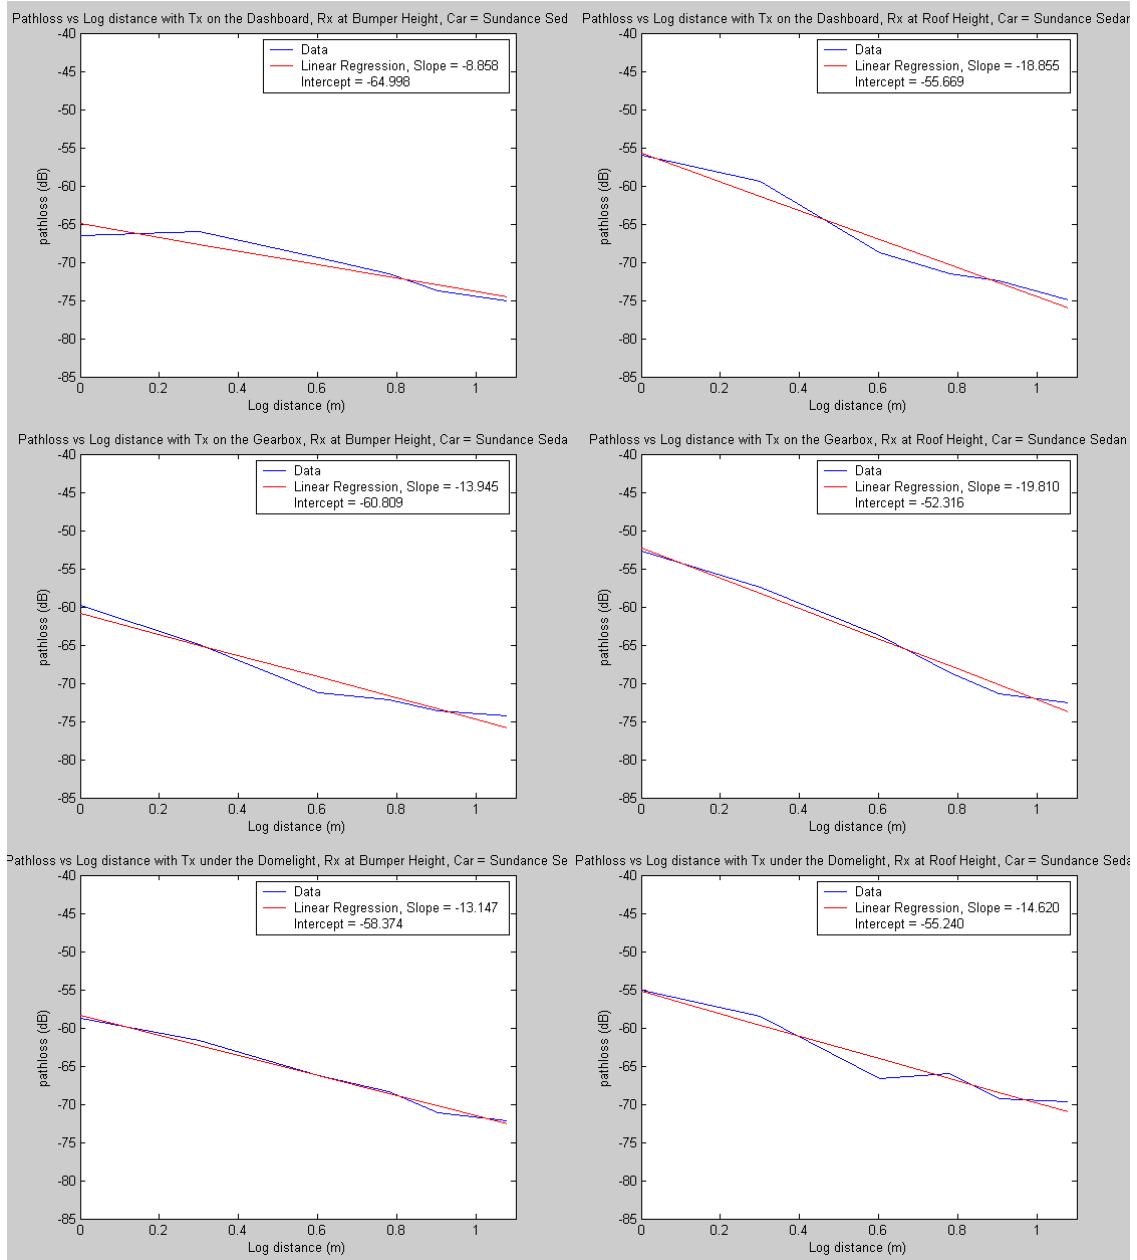 Pathloss vs Log distance with Tx on the Dashboard, Rx at Bumper Height, Car = Sundance Sed
-40
-45
-50
-55
-60
-65
-70
-75
-80
-85
pathloss (dB)
Data
Linear Regression, Slope = -8.858
Intercept = -64.998
0 0.2 0.4 0.6 0.8 1
Log distance (m)
Pathloss vs Log distance with Tx on the Dashboard, Rx at Roof Height, Car = Sundance Sedan
-40
-45
-50
-55
-60
-65
-70
-75
-80
-85
pathloss (dB)
Data
Linear Regression, Slope = -18.855
Intercept = -55.669
0 0.2 0.4 0.6 0.8 1
Log distance (m)
Pathloss vs Log distance with Tx on the Gearbox, Rx at Bumper Height, Car = Sundance Seda
-40
-45
-50
-55
-60
-65
-70
-75
-80
-85
pathloss (dB)
Data
Linear Regression, Slope = -13.945
Intercept = -60.809
0 0.2 0.4 0.6 0.8 1
Log distance (m)
Pathloss vs Log distance with Tx on the Gearbox, Rx at Roof Height, Car = Sundance Sedan
-40
-45
-50
-55
-60
-65
-70
-75
-80
-85
pathloss (dB)
Data
Linear Regression, Slope = -19.810
Intercept = -52.316
0 0.2 0.4 0.6 0.8 1
Log distance (m)
Pathloss vs Log distance with Tx under the Domelight, Rx at Bumper Height, Car = Sundance Se
-40
-45
-50
-55
-60
-65
-70
-75
-80
-85
pathloss (dB)
Data
Linear Regression, Slope = -13.147
Intercept = -58.374
0 0.2 0.4 0.6 0.8 1
Log distance (m)
Pathloss vs Log distance with Tx under the Domelight, Rx at Roof Height, Car = Sundance Seda
-40
-45
-50
-55
-60
-65
-70
-75
-80
-85
pathloss (dB)
Data
Linear Regression, Slope = -14.620
Intercept = -55.240
0 0.2 0.4 0.6 0.8 1
Log distance (m)